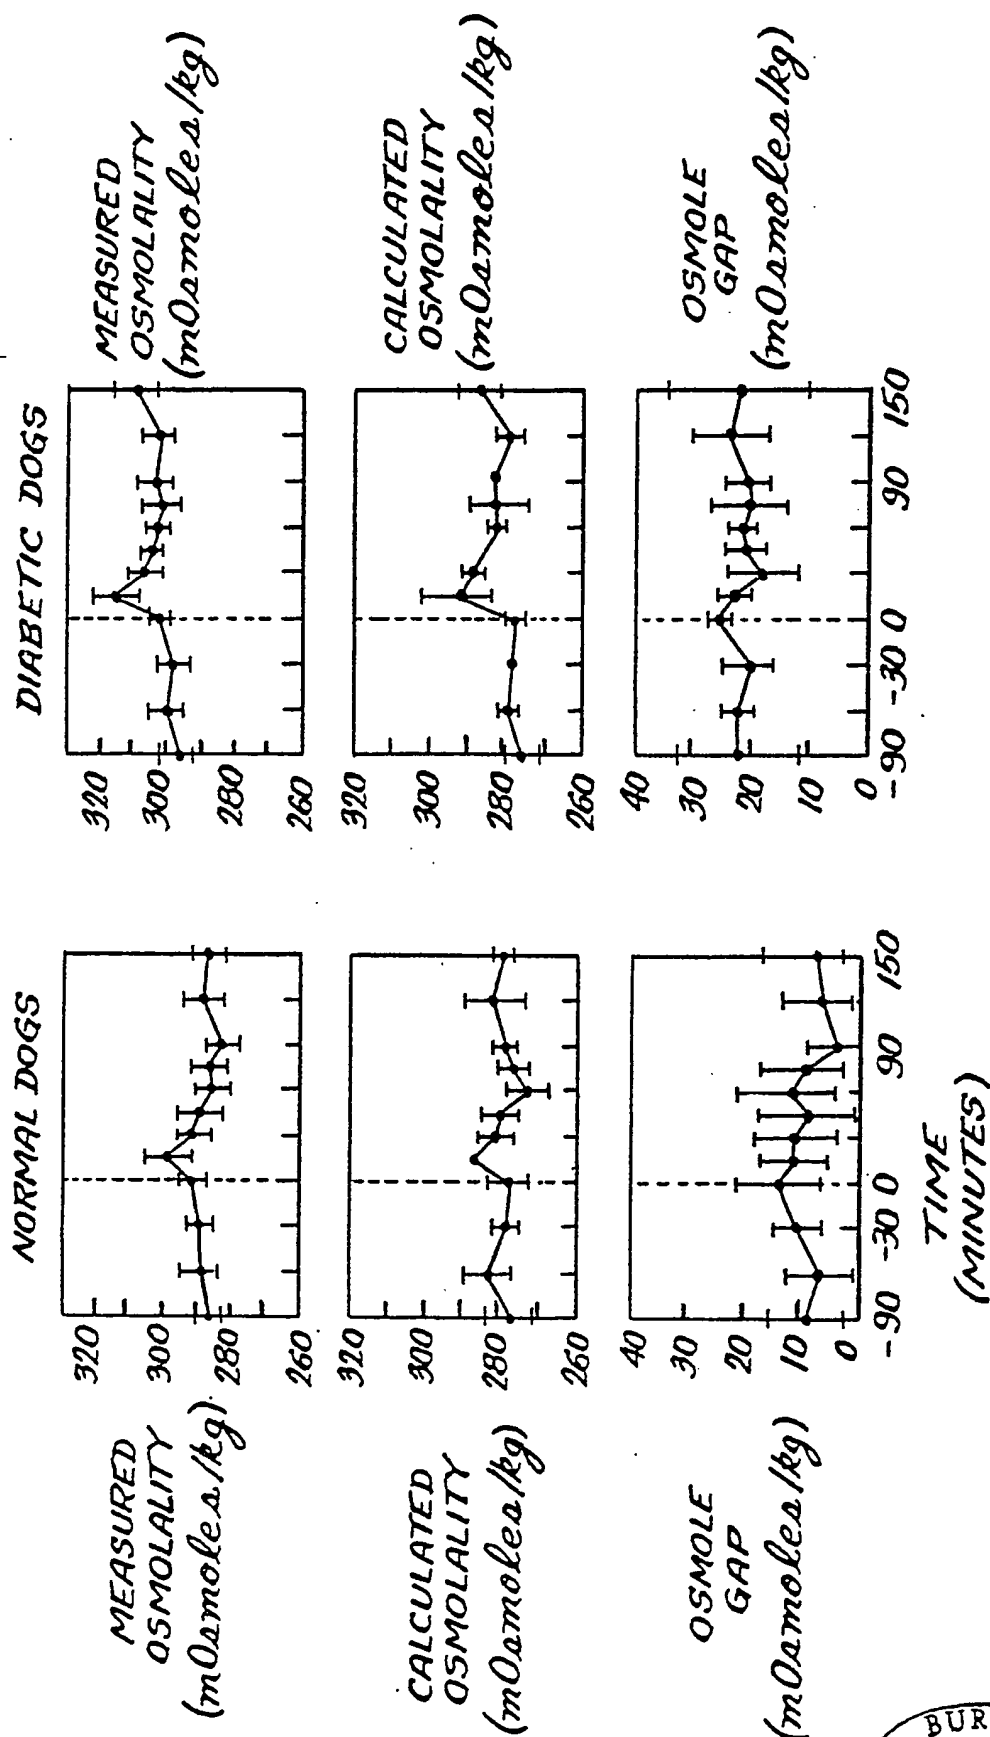 NORMAL DOGS
DIABETIC DOGS
MEASURED
OSMOLALITY
(mOsmoles/kg)
320
300
280
260
320
300
280
260
MEASURED
OSMOLALITY
(mOsmoles/kg)
CALCULATED
OSMOLALITY
(mOsmoles/kg)
320
300
280
260
320
300
280
260
CALCULATED
OSMOLALITY
(mOsmoles/kg)
OSMOLE
GAP
(mOsmoles/kg)
40
30
20
10
0
40
30
20
10
0
OSMOLE
GAP
(mOsmoles/kg)
-90 -30 0 90 150
-90 -30 0 90 150
TIME
(MINUTES)
BUR